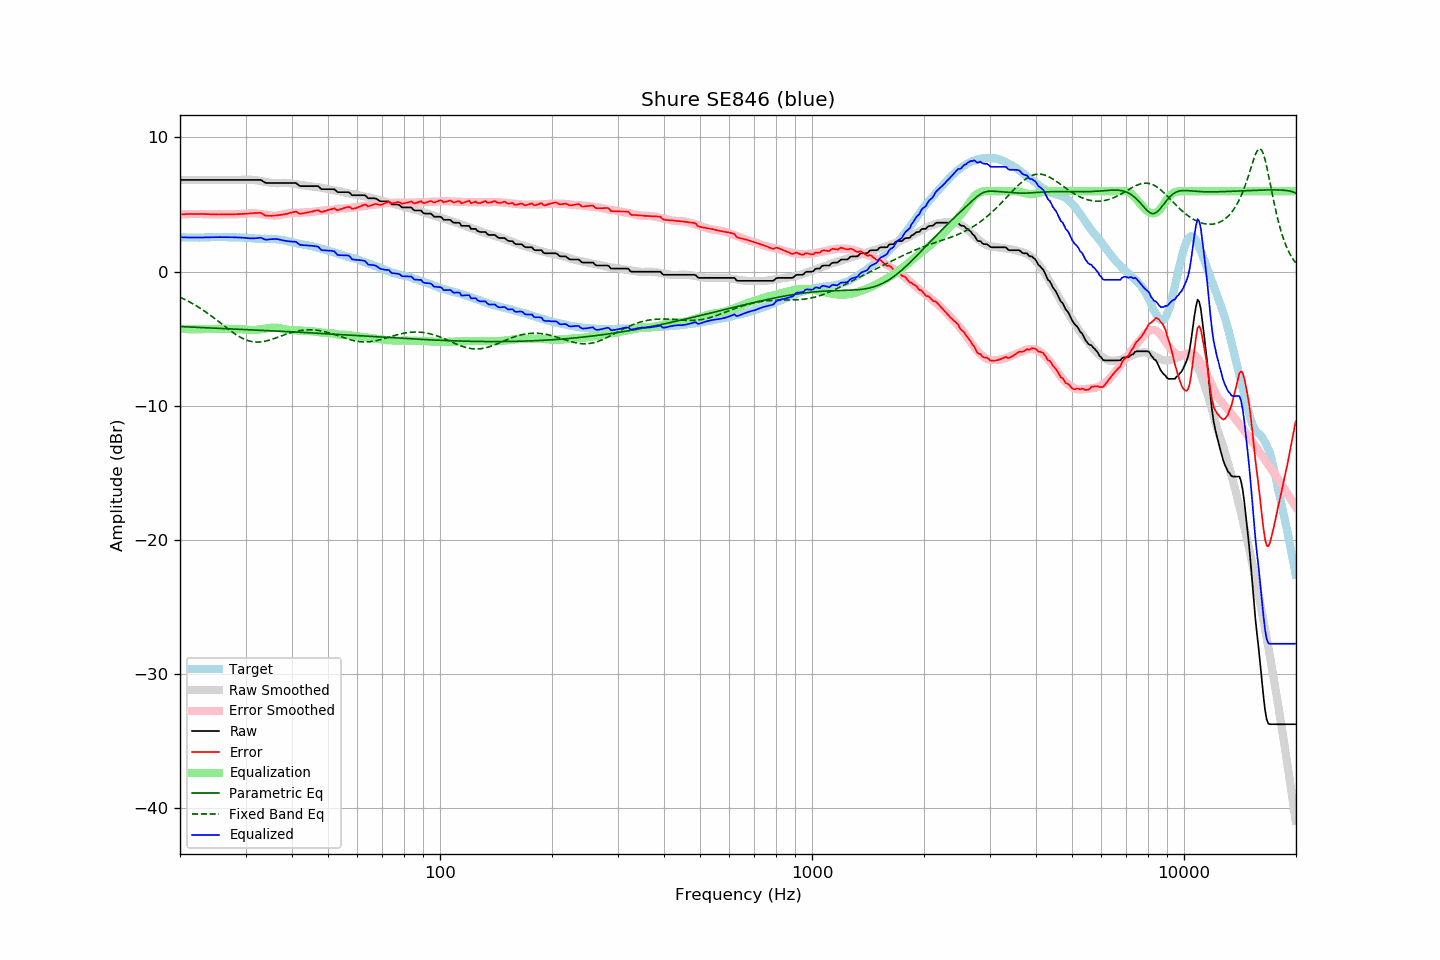 Shure SE846 (blue)
10
0
−10
−20
−30
−40
Amplitude (dBr)
Target
Raw Smoothed
Error Smoothed
Raw
Error
Equalization
Parametric Eq
Fixed Band Eq
Equalized
100
1000
10000
Frequency (Hz)